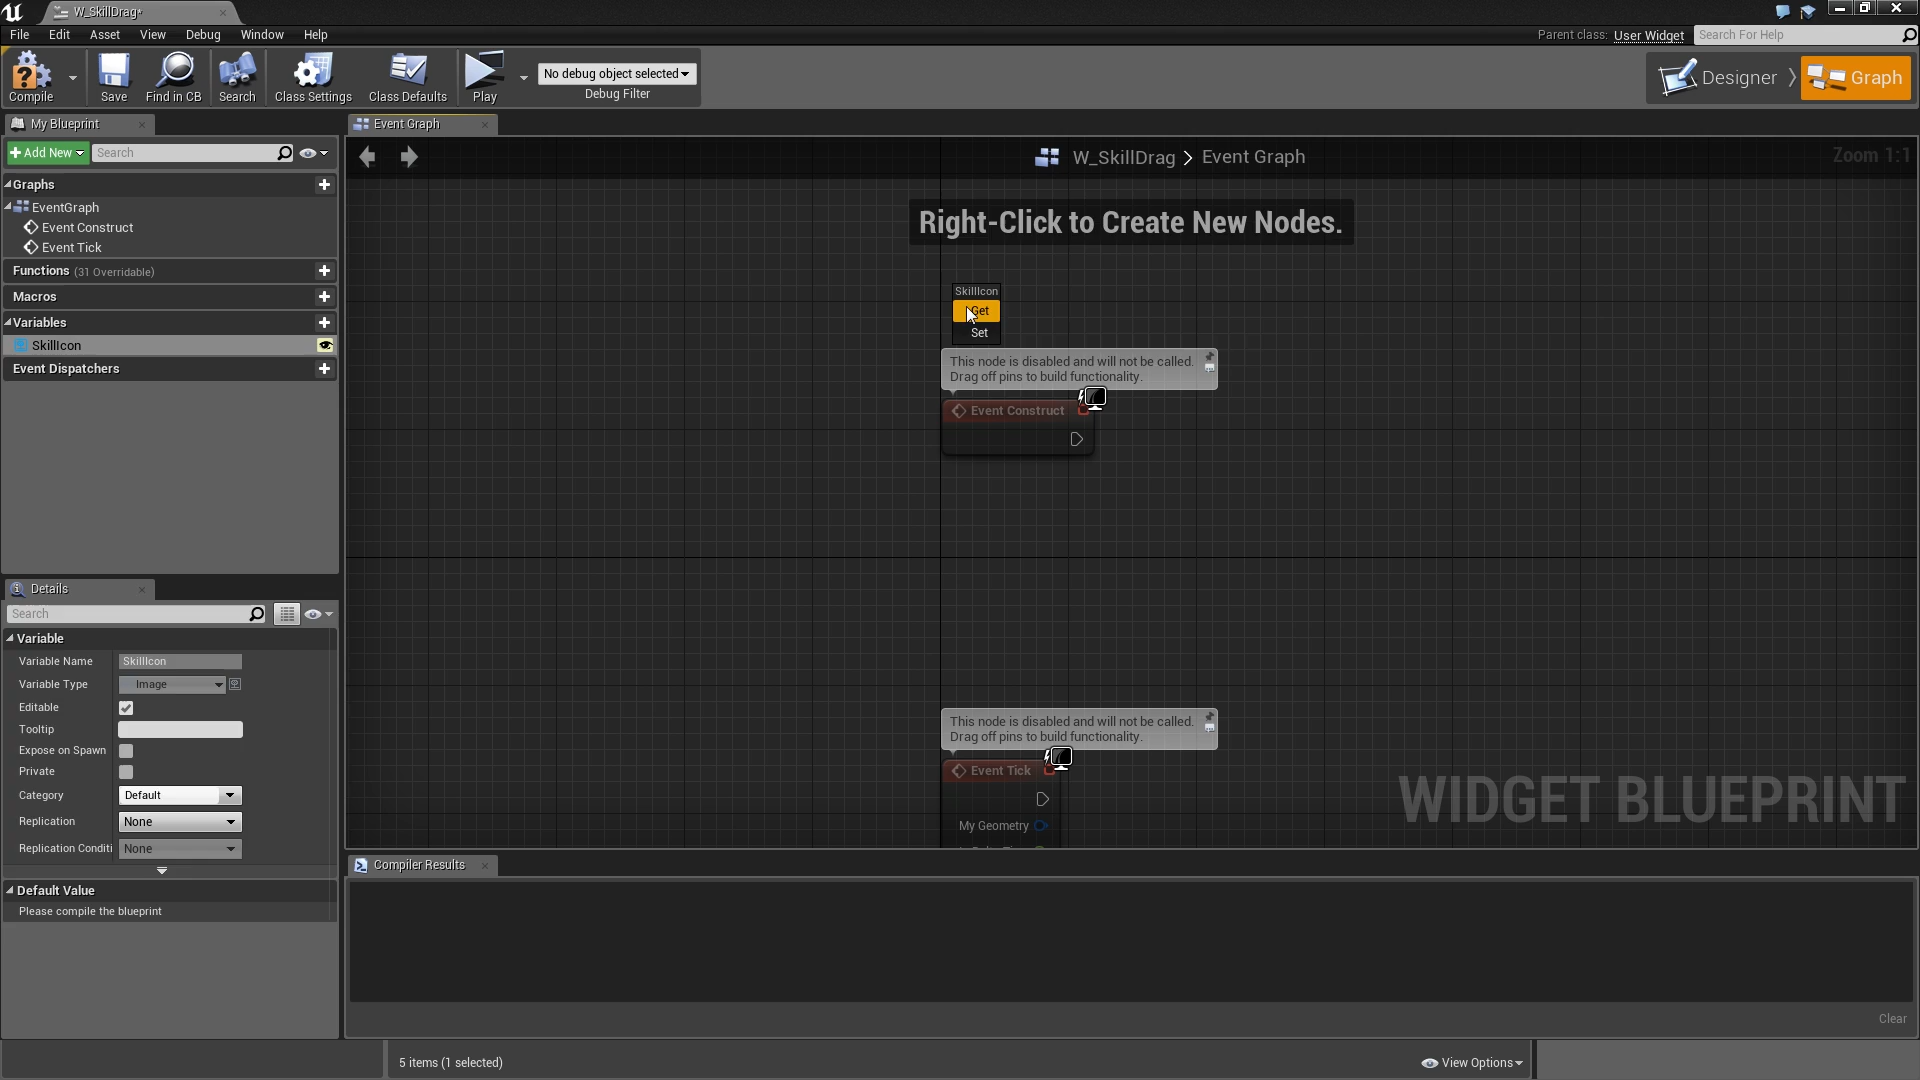 W_SkillDrag*
File Edit Asset View Debug Window Help
Parent class: User Widget
Search For Help
Compile
Save
Find in CB
Search
Class Settings
Class Defaults
Play
No debug object selected
Debug Filter
Designer
Graph
My Blueprint
Add New
Search
Graphs
EventGraph
Event Construct
Event Tick
Functions (31 Overridable)
Macros
Variables
SkillIcon
Event Dispatchers
Event Graph
W_SkillDrag > Event Graph
Zoom 1:1
Right-Click to Create New Nodes.
SkillIcon
Get
Set
This node is disabled and will not be called.
Drag off pins to build functionality.
Event Construct
This node is disabled and will not be called.
Drag off pins to build functionality.
Event Tick
My Geometry
WIDGET BLUEPRINT
Details
Search
Variable
Variable Name SkillIcon
Variable Type Image
Editable
Tooltip
Expose on Spawn
Private
Category Default
Replication None
Replication Conditi None
Default Value
Please compile the blueprint
Compiler Results
Clear
5 items (1 selected)
View Options